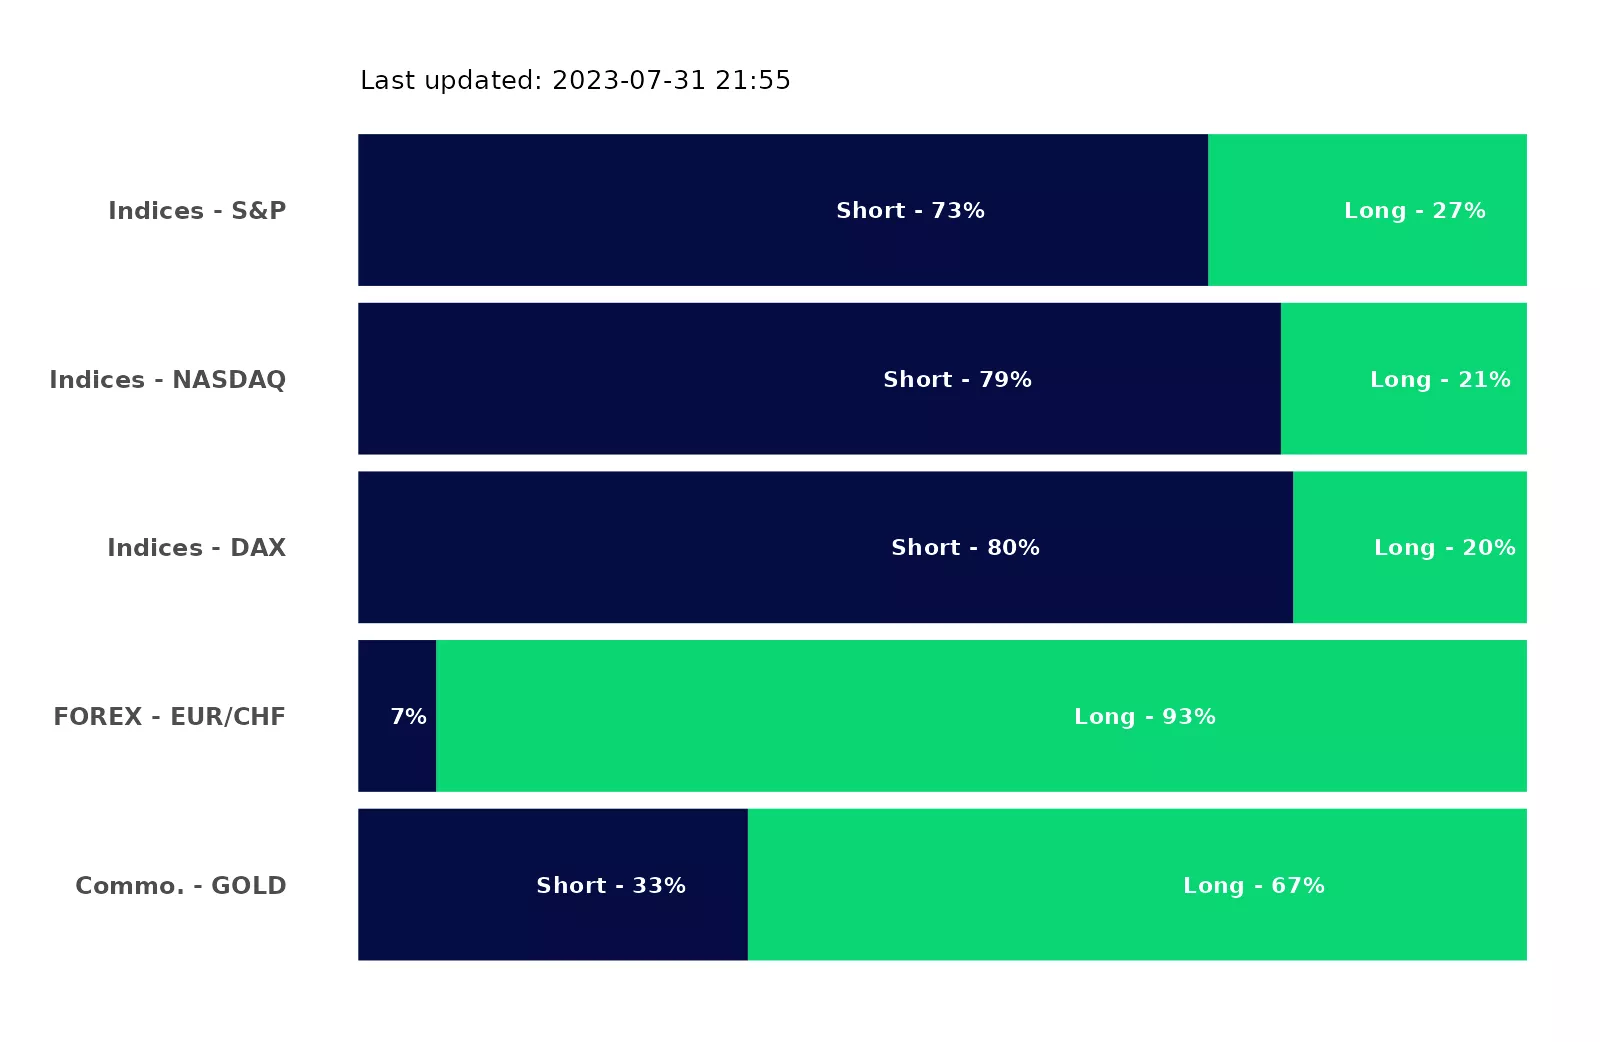 Last updated: 2023-07-31 21:55
Indices - S&P Short - 73% Long - 27%
Indices - NASDAQ Short - 79% Long - 21%
Indices - DAX Short - 80% Long - 20%
FOREX - EUR/CHF 7% Long - 93%
Commo. - GOLD Short - 33% Long - 67%